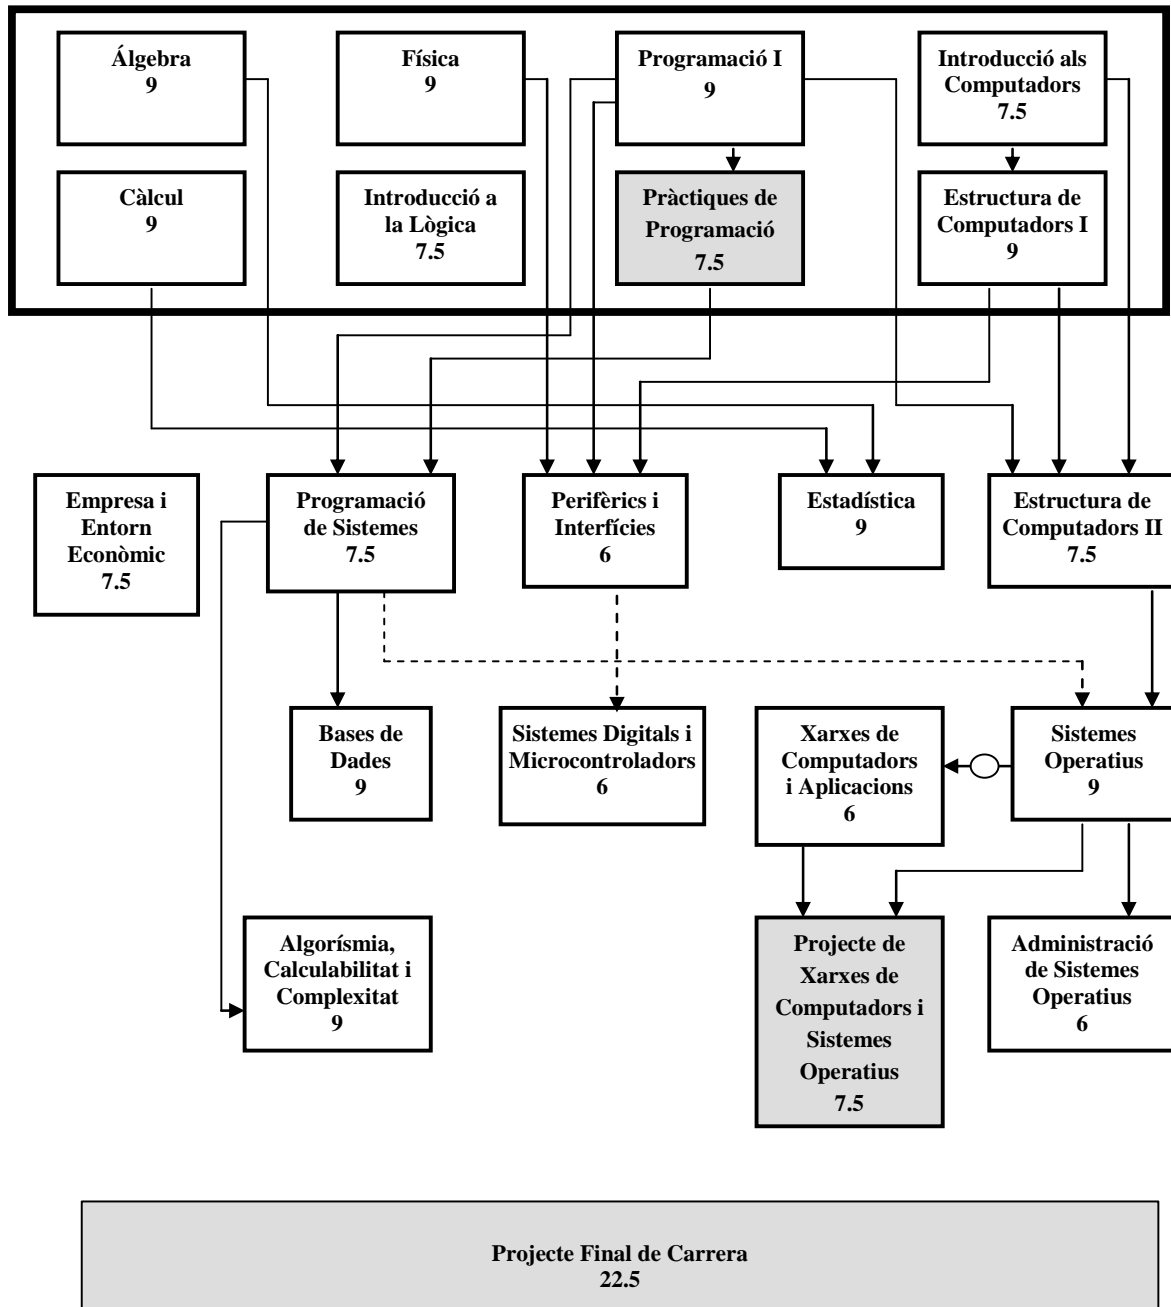 Álgebra
9
Física
9
Programació I
9
Introducció als
Computadors
7.5
Càlcul
9
Introducció a
la Lògica
7.5
Pràctiques de
Programació
7.5
Estructura de
Computadors I
9
Empresa i
Entorn
Econòmic
7.5
Programació
de Sistemes
7.5
Perifèrics i
Interfícies
6
Estadística
9
Estructura de
Computadors II
7.5
Bases de
Dades
9
Sistemes Digitals i
Microcontroladors
6
Xarxes de
Computadors
i Aplicacions
6
Sistemes
Operatius
9
Algorísmia,
Calculabilitat i
Complexitat
9
Projecte de
Xarxes de
Computadors i
Sistemes
Operatius
7.5
Administració
de Sistemes
Operatius
6
Projecte Final de Carrera
22.5